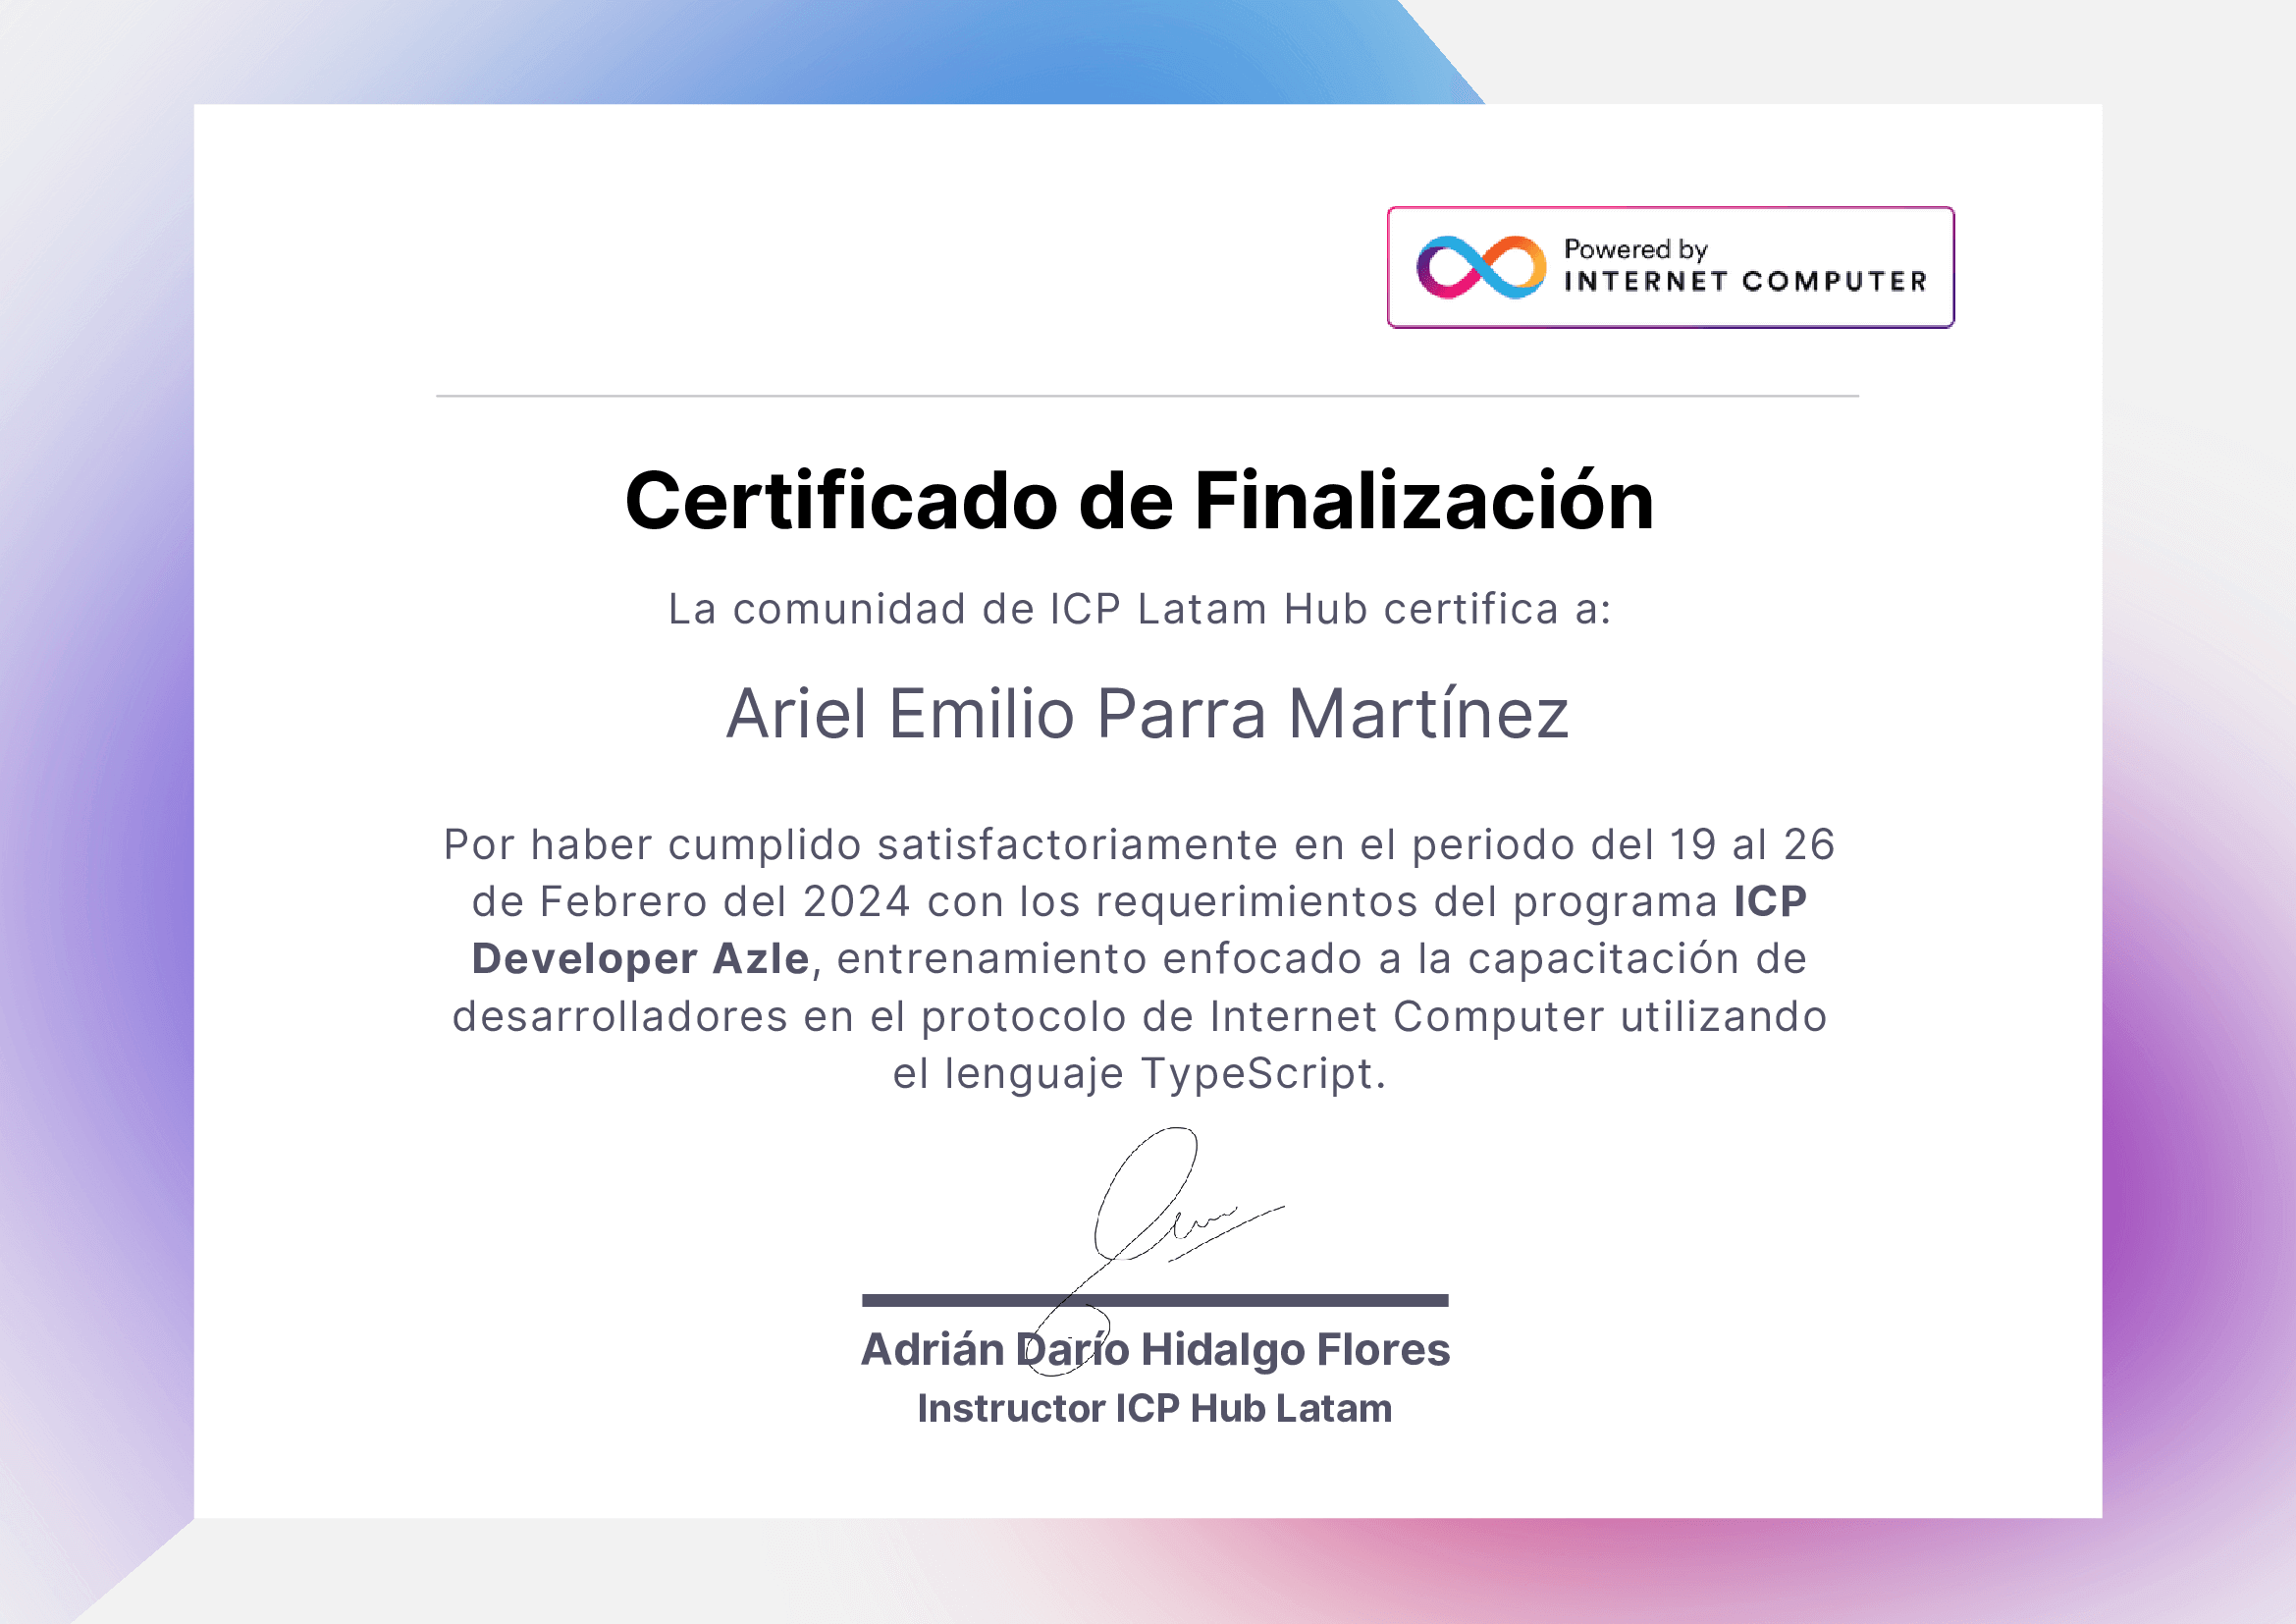 Powered by
INTERNET COMPUTER
Certificado de Finalización
La comunidad de ICP Latam Hub certifica a:
Ariel Emilio Parra Martínez
Por haber cumplido satisfactoriamente en el periodo del 19 al 26
de Febrero del 2024 con los requerimientos del programa ICP
Developer Azle, entrenamiento enfocado a la capacitación de
desarrolladores en el protocolo de Internet Computer utilizando
el lenguaje TypeScript.
Adrián Darío Hidalgo Flores
Instructor ICP Hub Latam